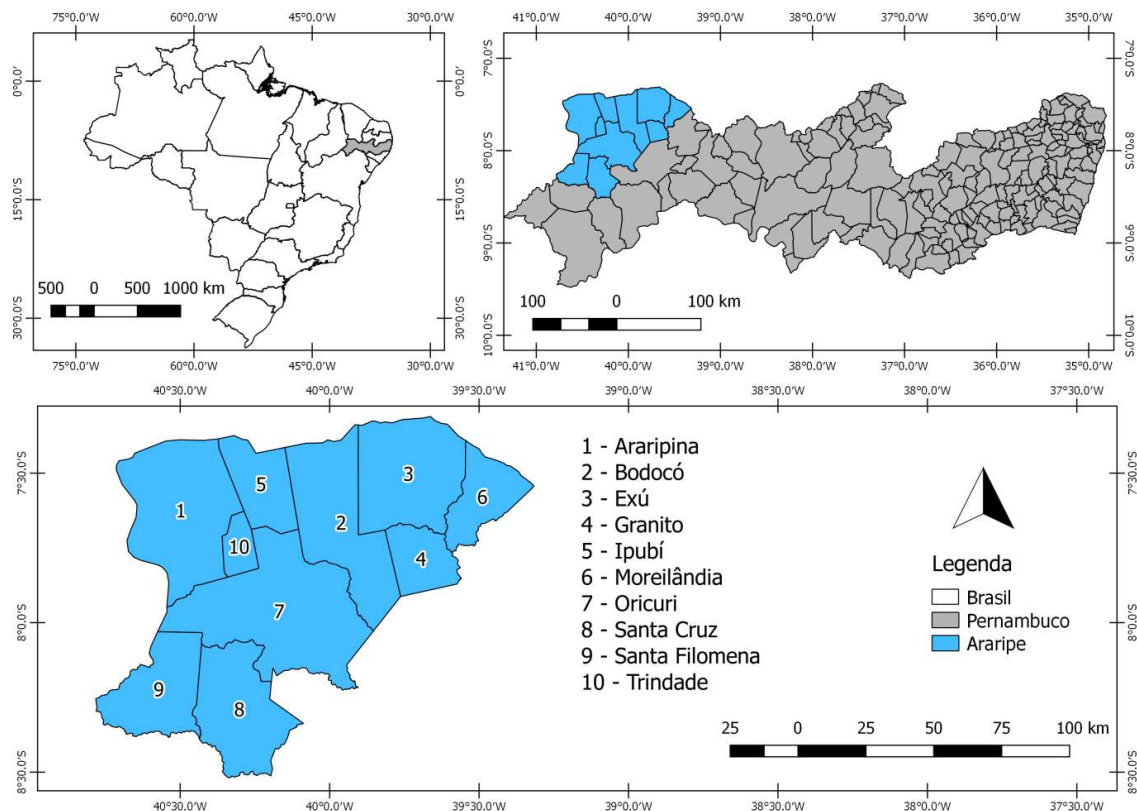 75°0.0'W 60°0.0'W 45°0.0'W 30°0.0'W
0°0.0' 15°0.0'S 30°0.0'S
500 0 500 1000 km
0°0.0' 15°0.0'S 30°0.0'S
75°0.0'W 60°0.0'W 45°0.0'W 30°0.0'W
41°0.0'W 40°0.0'W 39°0.0'W 38°0.0'W 37°0.0'W 36°0.0'W 35°0.0'W
7°0.0'S 8°0.0'S 9°0.0'S 10°0.0'S
100 0 100 km
7°0.0'S 8°0.0'S 9°0.0'S 10°0.0'S
41°0.0'W 40°0.0'W 39°0.0'W 38°0.0'W 37°0.0'W 36°0.0'W 35°0.0'W
40°30.0'W 40°0.0'W 39°30.0'W 39°0.0'W 38°30.0'W 38°0.0'W 37°30.0'W
7°30.0'S 8°0.0'S 8°30.0'S
1
5
2
3
6
10
4
7
9
8
1 - Araripina
2 - Bodocó
3 - Exú
4 - Granito
5 - Ipubí
6 - Moreilândia
7 - Oricuri
8 - Santa Cruz
9 - Santa Filomena
10 - Trindade
Legenda
Brasil
Pernambuco
Araripe
25 0 25 50 75 100 km
7°30.0'S 8°0.0'S 8°30.0'S
40°30.0'W 40°0.0'W 39°30.0'W 39°0.0'W 38°30.0'W 38°0.0'W 37°30.0'W